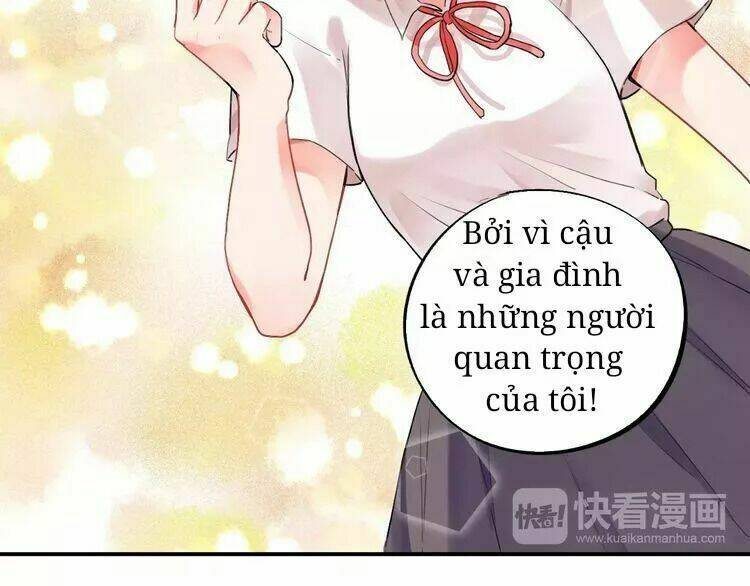 Bởi vì cậu
và gia đình
là những người
quan trọng
của tôi!
快看! 快看漫画
www.kuaikanmanhua.com